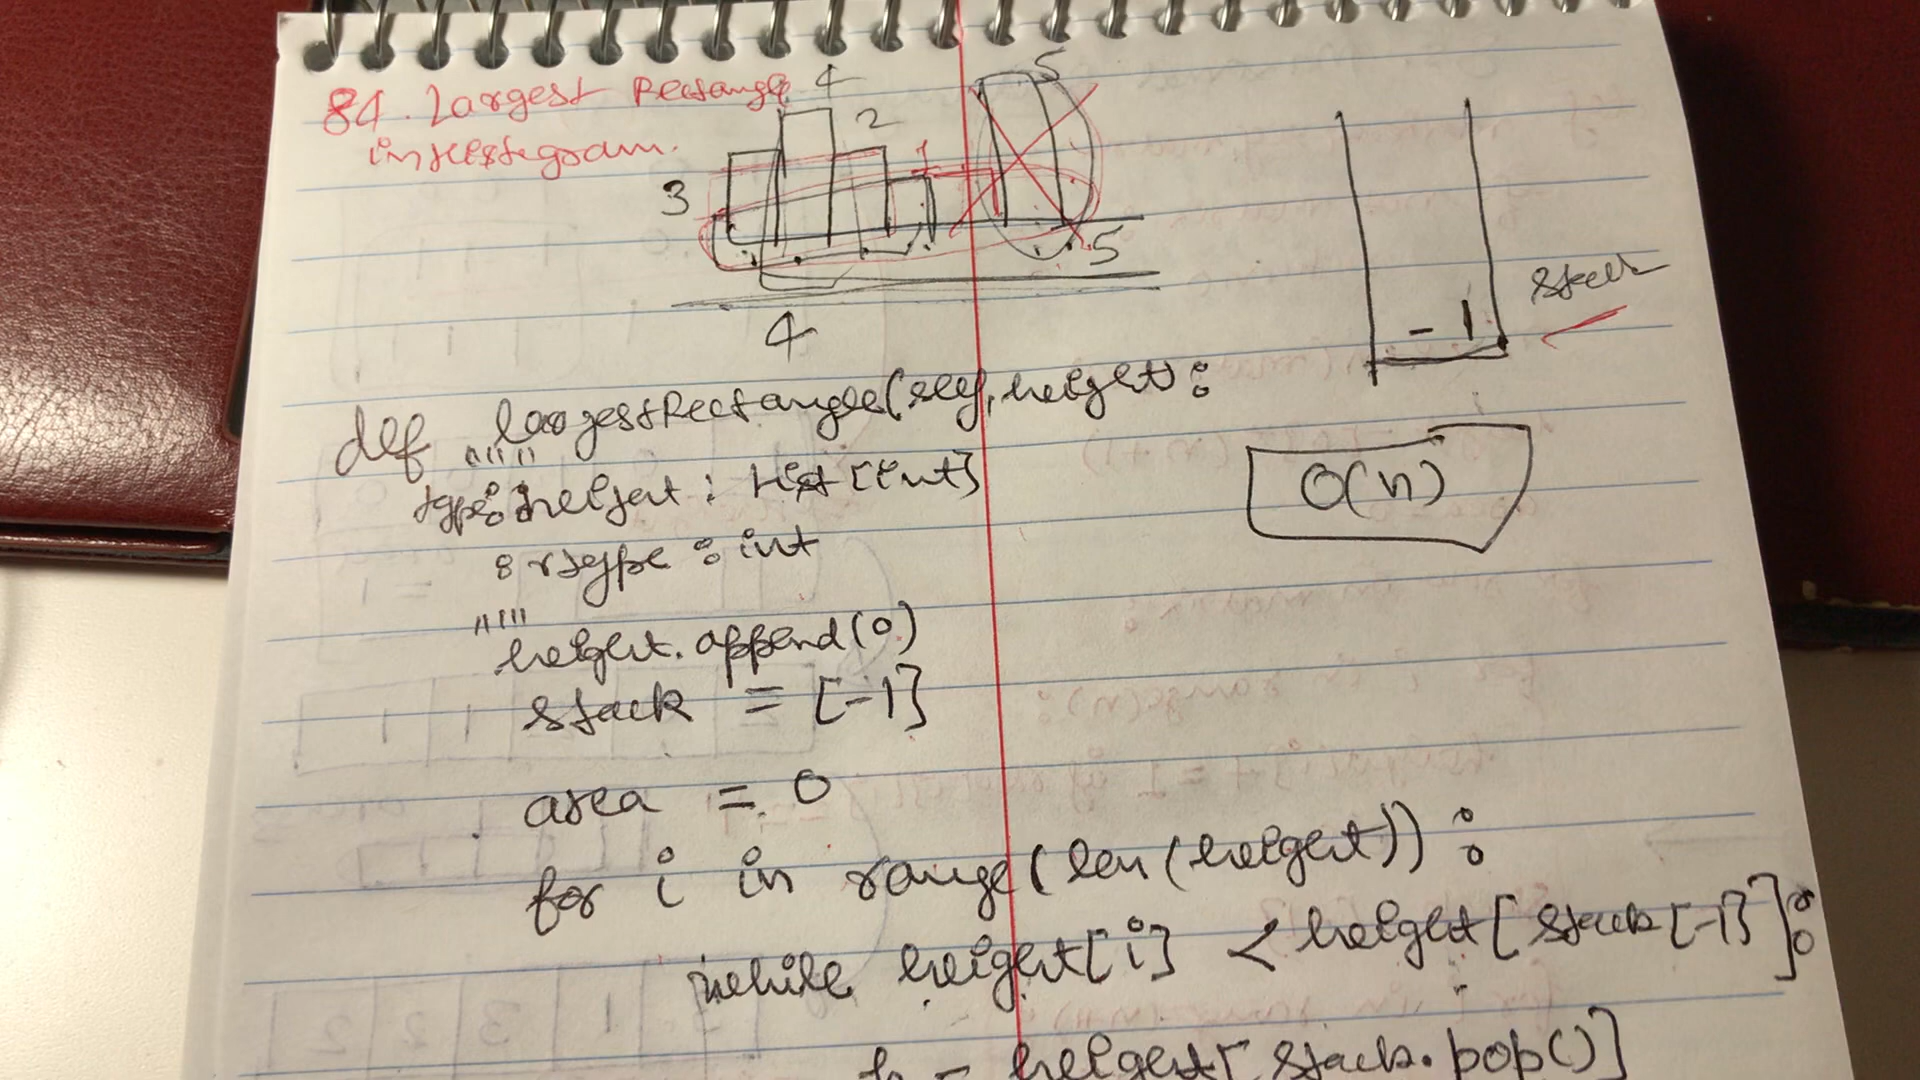 84. Largest Rectangle
in Histogram.
4
5
2
1
3
5
4
- 1
Stack
def largestRectangle(self, height:
"""
type: height: List[int]
: rtype: int
"""
height.append(0)
stack = [-1]
O(n)
area = 0
for i in range(len(height)):
while height[i] < height[stack[-1]]:
h = height[stack.pop()]